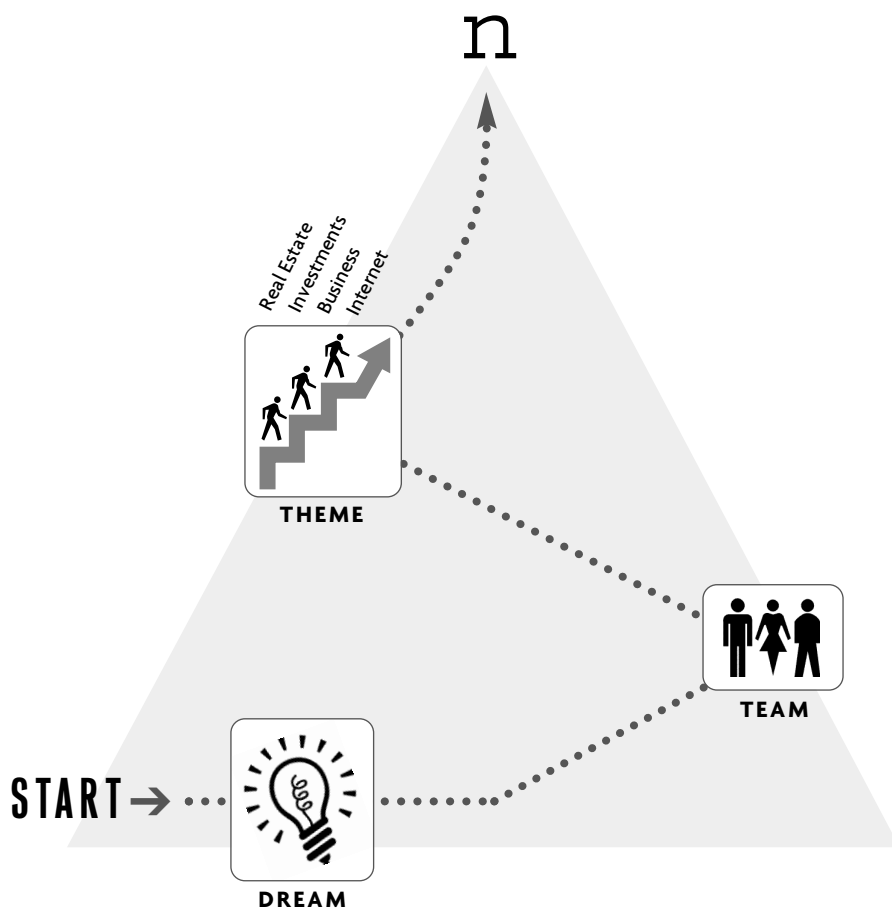 n
Real Estate
Investments
Business
Internet
THEME
TEAM
START
DREAM